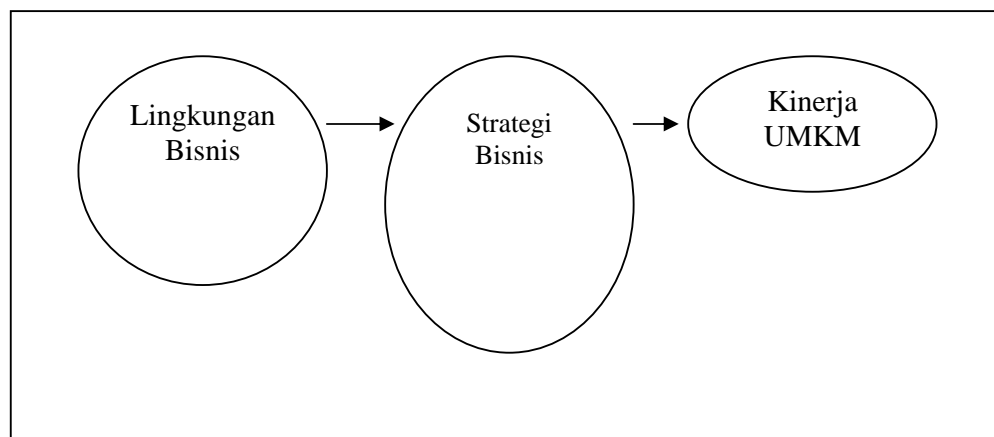 Lingkungan
Bisnis
Strategi
Bisnis
Kinerja
UMKM